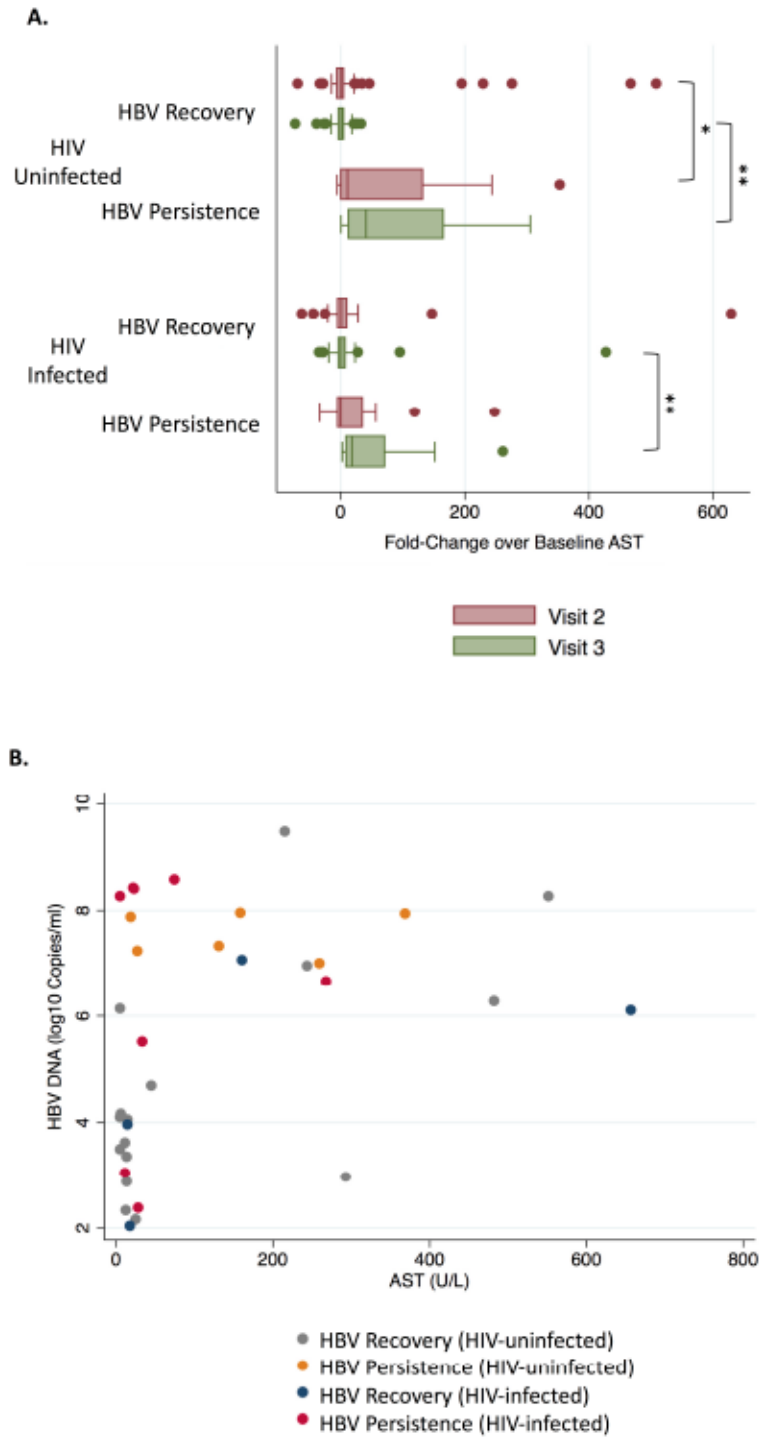 A.
HBV Recovery
HIV
Uninfected
HBV Persistence
HBV Recovery
HIV
Infected
HBV Persistence
*
**
**
0 200 400 600
Fold-Change over Baseline AST
Visit 2
Visit 3
B.
HBV DNA (log10 Copies/ml)
10
8
6
4
2
0 200 400 600 800
AST (U/L)
HBV Recovery (HIV-uninfected)
HBV Persistence (HIV-uninfected)
HBV Recovery (HIV-infected)
HBV Persistence (HIV-infected)